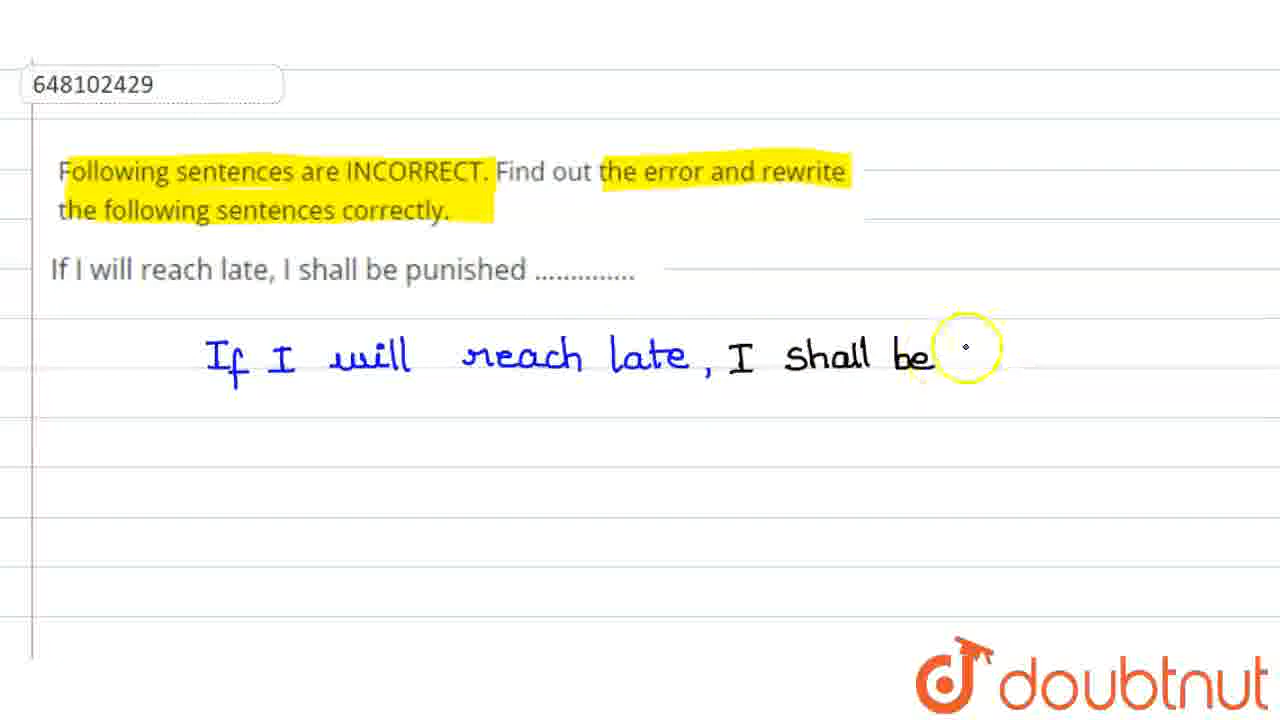 648102429
Following sentences are INCORRECT. Find out the error and rewrite
the following sentences correctly.
If I will reach late, I shall be punished ..............
If I will reach late, I shall be
doubtnut